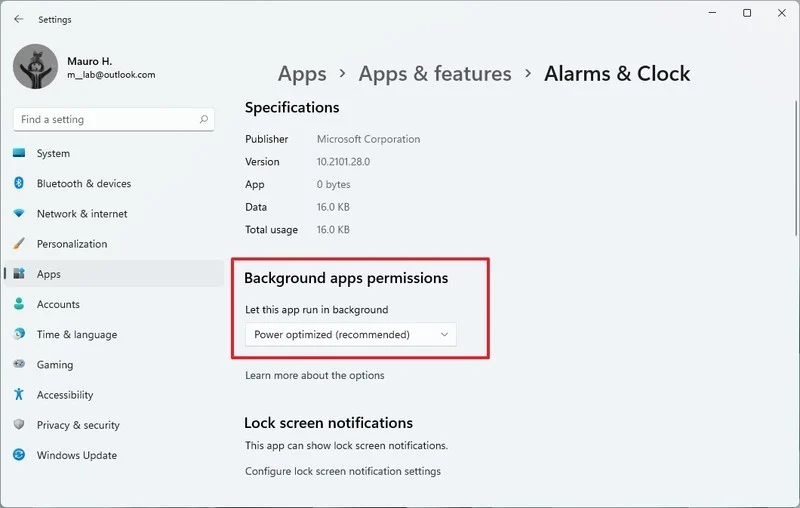 Settings
Mauro H.
m__lab@outlook.com
Find a setting
System
Bluetooth & devices
Network & internet
Personalization
Apps
Accounts
Time & language
Gaming
Accessibility
Privacy & security
Windows Update
Apps > Apps & features > Alarms & Clock
Specifications
Publisher Microsoft Corporation
Version 10.2101.28.0
App 0 bytes
Data 16.0 KB
Total usage 16.0 KB
Background apps permissions
Let this app run in background
Power optimized (recommended)
Learn more about the options
Lock screen notifications
This app can show lock screen notifications.
Configure lock screen notification settings